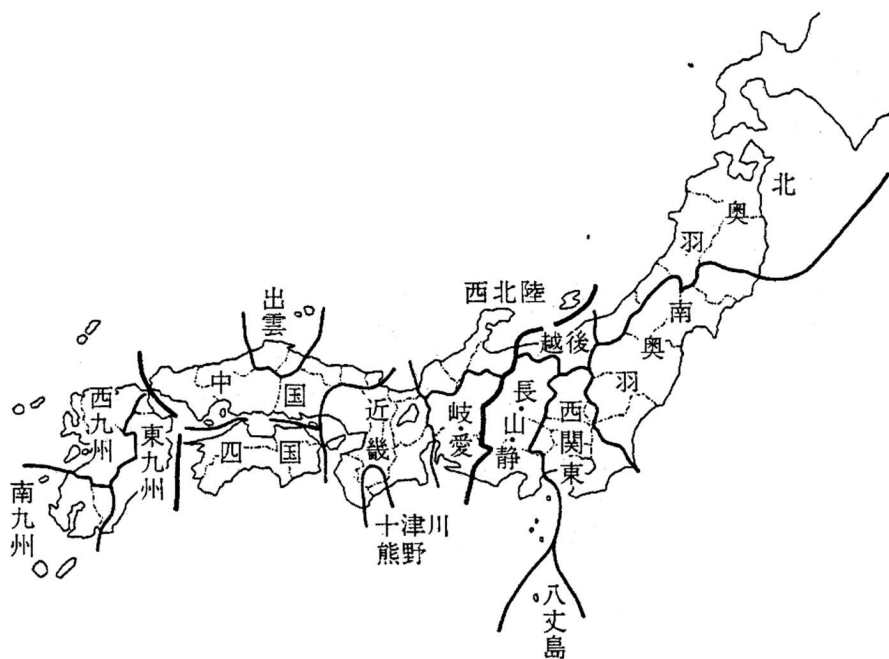 北奥羽
南奥羽
西北陸
越後
出雲
中国
近畿
岐・愛
長・山・静
西関東
西九州
東九州
四国
南九州
十津川
熊野
八丈島